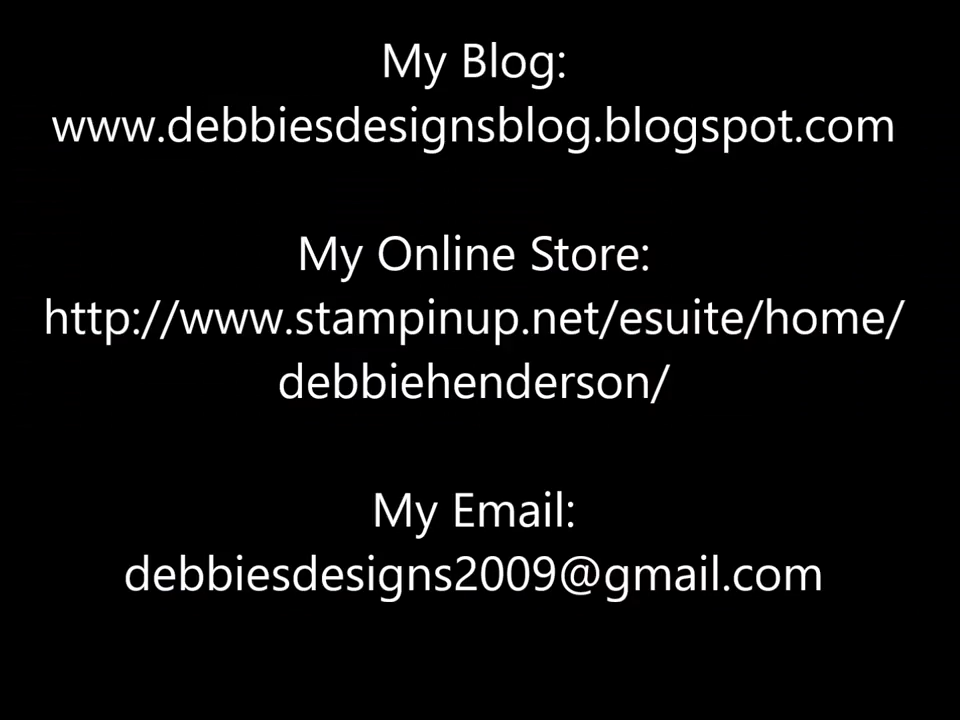 My Blog:
www.debbiesdesignsblog.blogspot.com
My Online Store:
http://www.stampinup.net/esuite/home/
debbiehenderson/
My Email:
debbiesdesigns2009@gmail.com